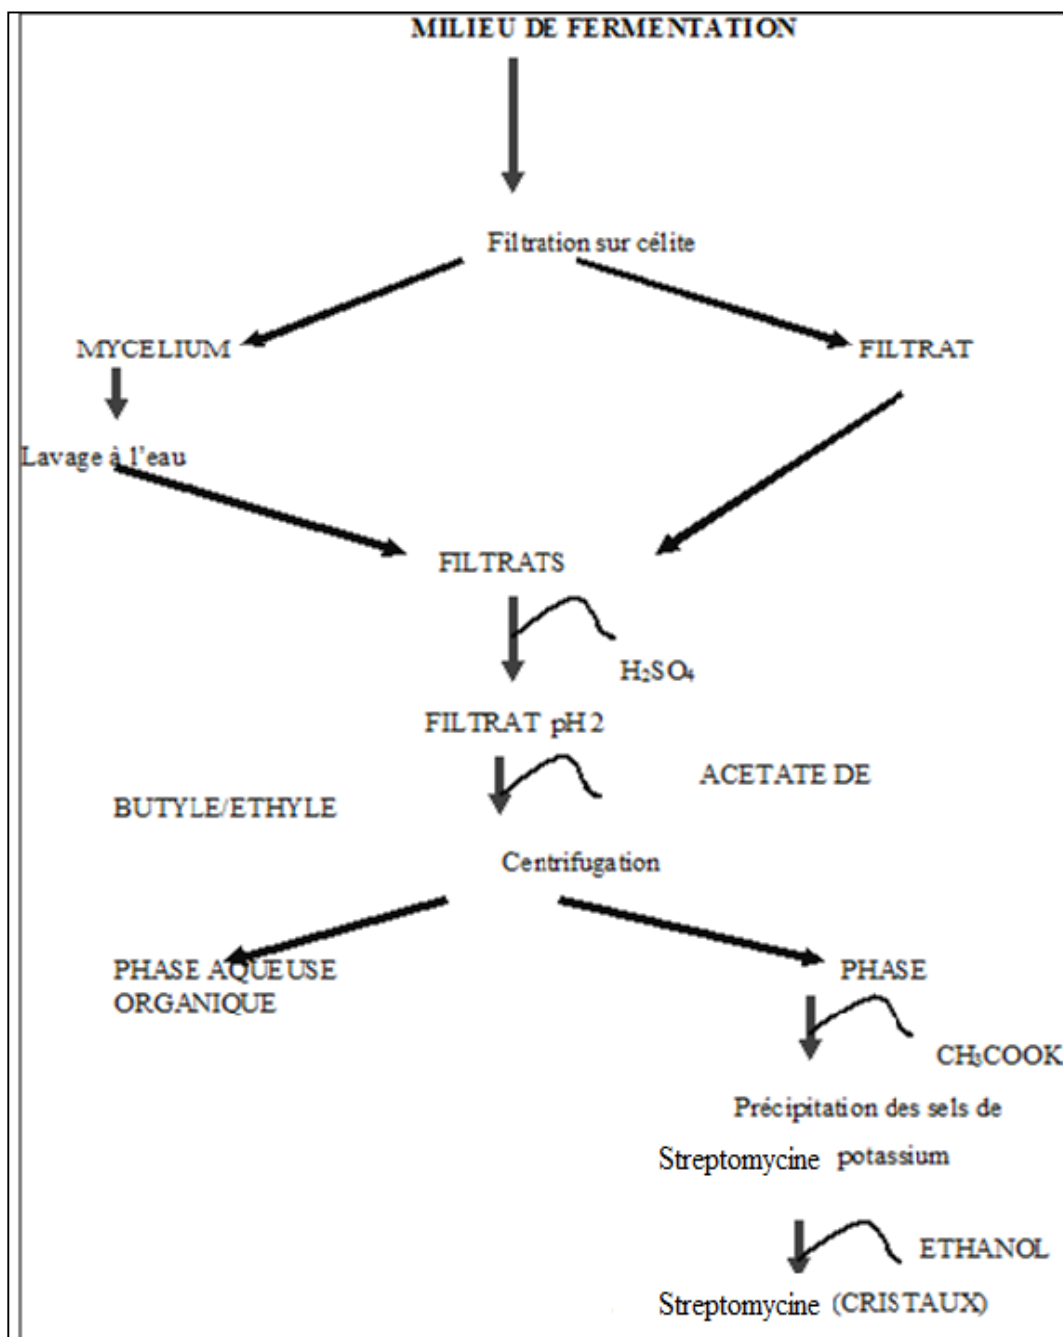 MILIEU DE FERMENTATION
Filtration sur célite
MYCELIUM
FILTRAT
Lavage à l'eau
FILTRATS
H₂SO₄
FILTRAT pH 2
ACETATE DE
BUTYLE/ETHYLE
Centrifugation
PHASE AQUEUSE
PHASE
ORGANIQUE
CH₃COOK
Précipitation des sels de
Streptomycine potassium
ETHANOL
Streptomycine (CRISTAUX)